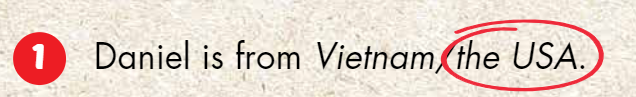 1 Daniel is from Vietnam/the USA.